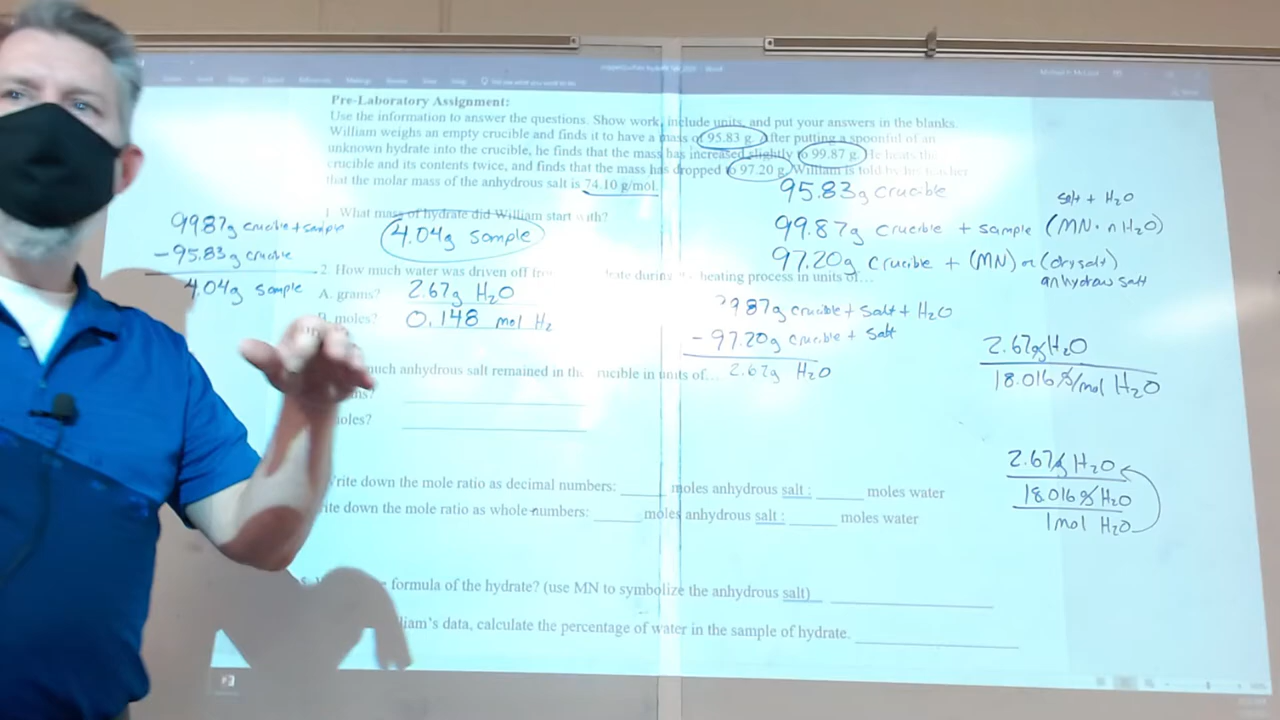 Pre-Laboratory Assignment:
Use the information to answer the questions. Show work, include units, and put your answers in the blanks.
William weighs an empty crucible and finds it to have a mass of 95.83 g. After putting a spoonful of an
unknown hydrate into the crucible, he finds that the mass has increased slightly to 99.87 g. He heats the
crucible and its contents twice, and finds that the mass has dropped to 97.20 g. William is told by his teacher
that the molar mass of the anhydrous salt is 74.10 g/mol.
95.83g crucible
salt + H2O
1. What mass of hydrate did William start with?
99.87g crucible + sample
- 95.83g crucible
4.04g sample
4.04g sample
99.87g crucible + sample (MN · n H2O)
97.20g crucible + (MN) or (dry salt)
anhydrous salt
2. How much water was driven off during heating process in units of...
A. grams? 2.67g H2O
moles? 0.148 mol H2
9987g crucible + salt + H2O
- 97.20g crucible + salt
2.67g H2O
2.67g H2O
18.016 g/mol H2O
much anhydrous salt remained in the crucible in units of...
moles?
2.67g H2O
18.016g H2O
1mol H2O
Write down the mole ratio as decimal numbers: ____ moles anhydrous salt : ____ moles water
Write down the mole ratio as whole numbers: ____ moles anhydrous salt : ____ moles water
formula of the hydrate? (use MN to symbolize the anhydrous salt) ____
William's data, calculate the percentage of water in the sample of hydrate. ____